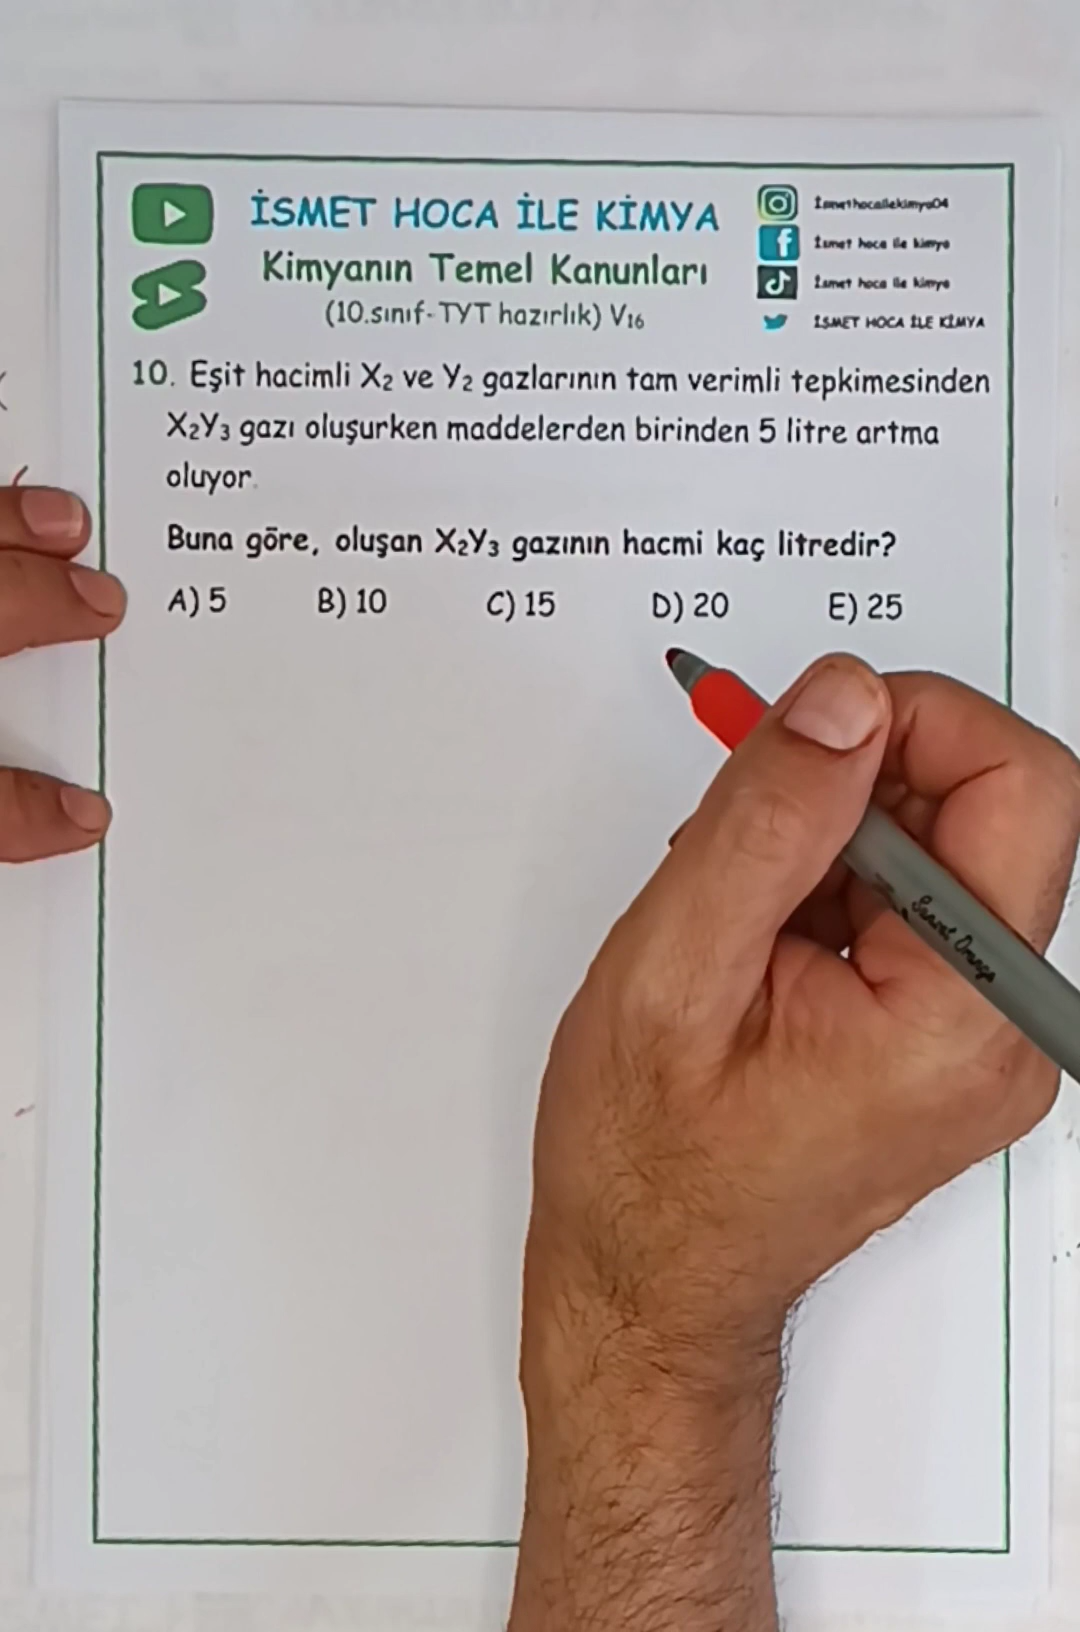 İSMET HOCA İLE KİMYA
Kimyanın Temel Kanunları
(10.sınıf-TYT hazırlık) V16
İsmethocailekimya04
İsmet hoca ile kimya
İsmet hoca ile kimya
İSMET HOCA İLE KİMYA
10. Eşit hacimli X₂ ve Y₂ gazlarının tam verimli tepkimesinden
X₂Y₃ gazı oluşurken maddelerden birinden 5 litre artma
oluyor.
Buna göre, oluşan X₂Y₃ gazının hacmi kaç litredir?
A) 5 B) 10 C) 15 D) 20 E) 25